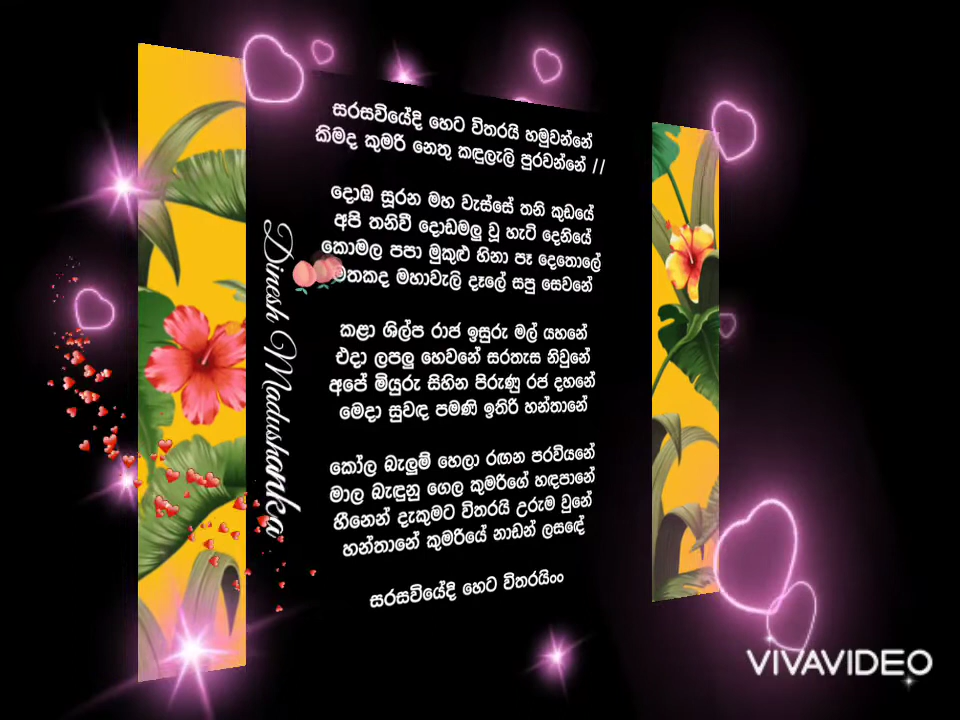 සරසවියේදී හෙට විතරයි හමුවන්නේ
කිමද කුමරි නෙතු කඳුලැලි පුරවන්නේ //
දොඹ සූරන මහ වැස්සේ තනි කුඩයේ
අපි තනිවී දොඩමලු වූ හැටි දෙනියේ
කොමල පපා මුකුළු හිනා පෑ දෙතොලේ
මතකද මහාවැලි දෑලේ සපු සෙවනේ
කළා ශිල්ප රාජ ඉසුරු මල් යහනේ
එදා ලපලු හෙවනේ සරතැස නිවුනේ
අපේ මියුරු සිහින පිරුණු රජ දහනේ
මෙදා සුවඳ පමණි ඉතිරි හන්තානේ
කෝල බැලුම් හෙලා රඟන පරවියනේ
මාල බැඳුනු ගෙල කුමරිගේ හඳපානේ
හීනෙන් දැකුමට විතරයි උරුම වුනේ
හන්තානේ කුමරියේ නාඩන් ලසඳේ
සරසවියේදී හෙට විතරයිංං
Dinesh Madushanka
VIVAVIDEO